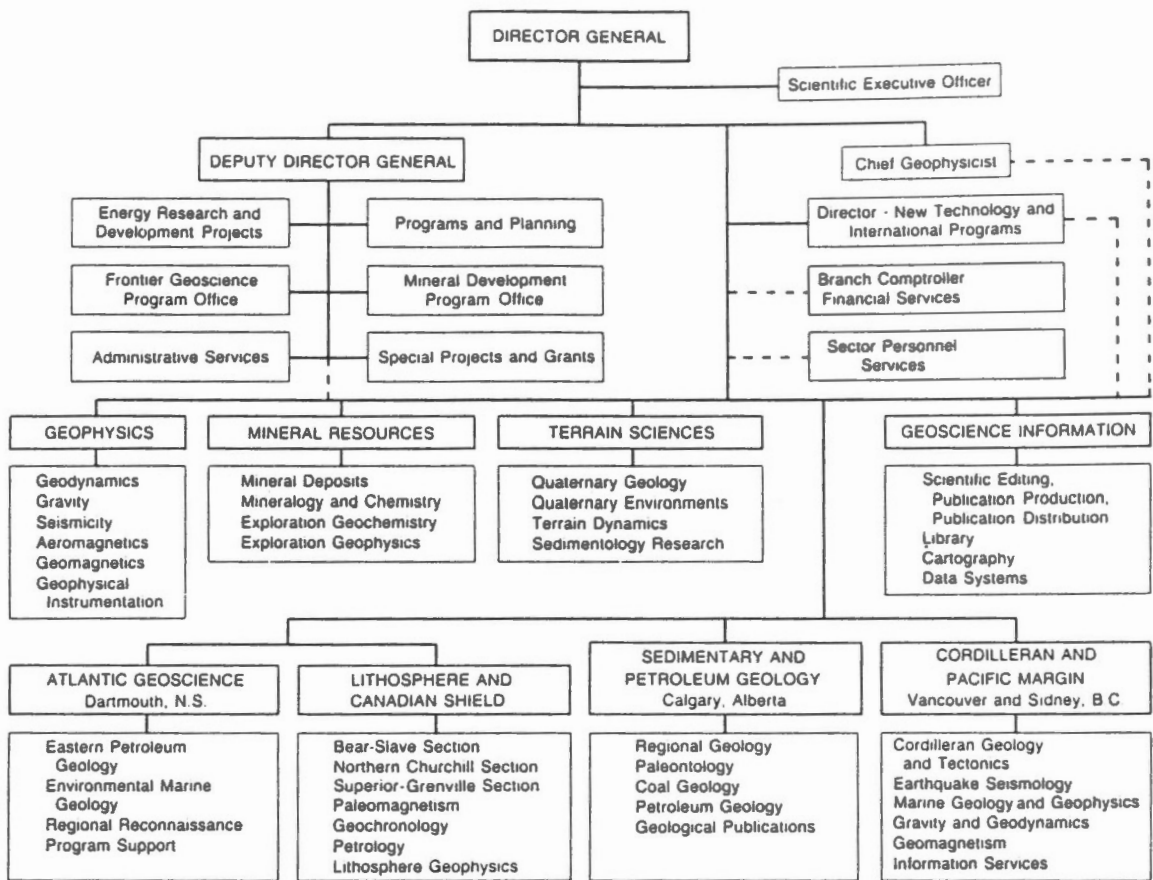 DIRECTOR GENERAL
Scientific Executive Officer
DEPUTY DIRECTOR GENERAL
Chief Geophysicist
Energy Research and
Development Projects
Programs and Planning
Director - New Technology and
International Programs
Frontier Geoscience
Program Office
Mineral Development
Program Office
Branch Comptroller
Financial Services
Administrative Services
Special Projects and Grants
Sector Personnel
Services
GEOPHYSICS
Geodynamics
Gravity
Seismicity
Aeromagnetics
Geomagnetics
Geophysical
Instrumentation
MINERAL RESOURCES
Mineral Deposits
Mineralogy and Chemistry
Exploration Geochemistry
Exploration Geophysics
TERRAIN SCIENCES
Quaternary Geology
Quaternary Environments
Terrain Dynamics
Sedimentology Research
GEOSCIENCE INFORMATION
Scientific Editing,
Publication Production,
Publication Distribution
Library
Cartography
Data Systems
ATLANTIC GEOSCIENCE
Dartmouth, N.S.
Eastern Petroleum
Geology
Environmental Marine
Geology
Regional Reconnaissance
Program Support
LITHOSPHERE AND
CANADIAN SHIELD
Bear-Slave Section
Northern Churchill Section
Superior-Grenville Section
Paleomagnetism
Geochronology
Petrology
Lithosphere Geophysics
SEDIMENTARY AND
PETROLEUM GEOLOGY
Calgary, Alberta
Regional Geology
Paleontology
Coal Geology
Petroleum Geology
Geological Publications
CORDILLERAN AND
PACIFIC MARGIN
Vancouver and Sidney, B C
Cordilleran Geology
and Tectonics
Earthquake Seismology
Marine Geology and Geophysics
Gravity and Geodynamics
Geomagnetism
Information Services